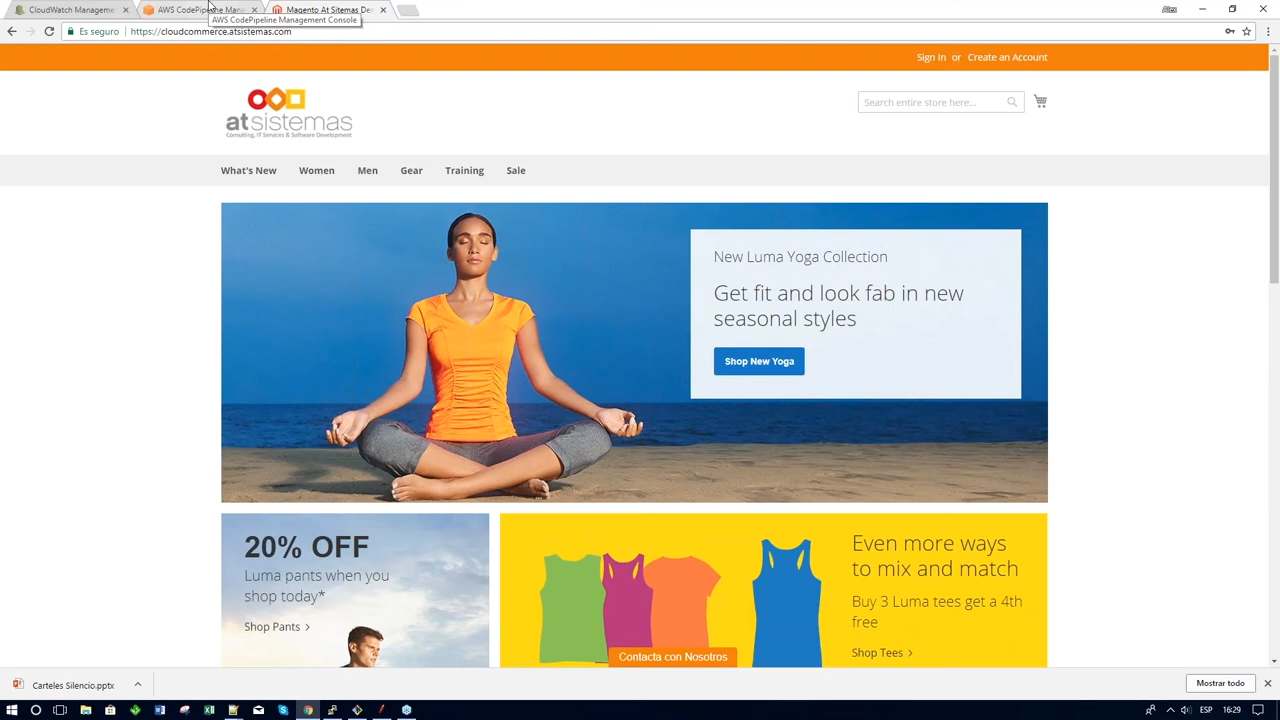 CloudWatch Manageme
AWS CodePipeline Mana
Magento At Sitemas De
AWS CodePipeline Management Console
Alex
Es seguro
https://cloudcommerce.atsistemas.com
Sign In or Create an Account
atsistemas
Consulting, IT Services & Software Development
Search entire store here...
What's New Women Men Gear Training Sale
New Luma Yoga Collection
Get fit and look fab in new
seasonal styles
Shop New Yoga
20% OFF
Luma pants when you
shop today*
Shop Pants
Even more ways
to mix and match
Buy 3 Luma tees get a 4th
free
Shop Tees
Contacta con Nosotros
Carteles Silencio.pptx
Mostrar todo
ESP
16:29